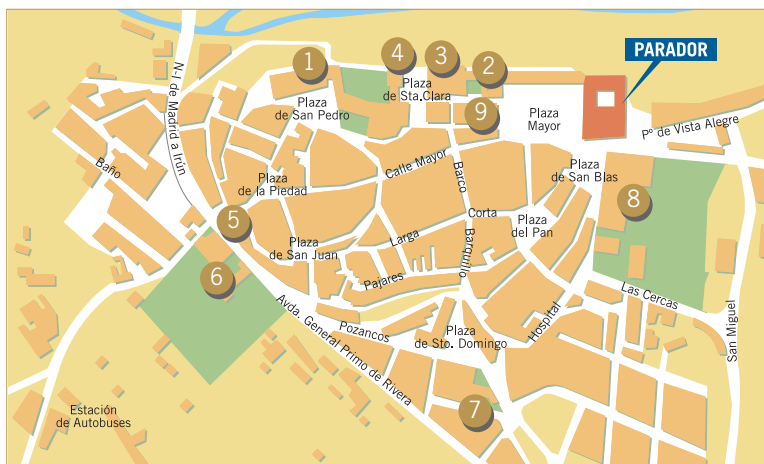 PARADOR
1
4
3
2
Plaza
de Sta. Clara
Plaza
de San Pedro
9
Plaza
Mayor
Pº de Vista Alegre
N-I de Madrid a Irún
Baño
Calle Mayor
Barco
Plaza
de San Blas
Plaza
de la Piedad
8
5
Corta
Plaza
del Pan
Larga
Barquillo
Plaza
de San Juan
6
Pajares
Las Cercas
San Miguel
Pozancos
Plaza
de Sto. Domingo
Hospital
Avda. General Primo de Rivera
7
Estación
de Autobuses